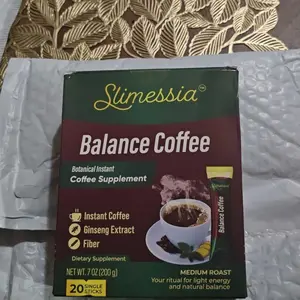 Slimessia™
Balance Coffee
Botanical Instant
Coffee Supplement
Instant Coffee
Ginseng Extract
Fiber
Balance Coffee
Dietary Supplement
NET WT. 7 OZ (200 g)
20 SINGLE
STICKS
MEDIUM ROAST
Your ritual for light energy
and natural balance